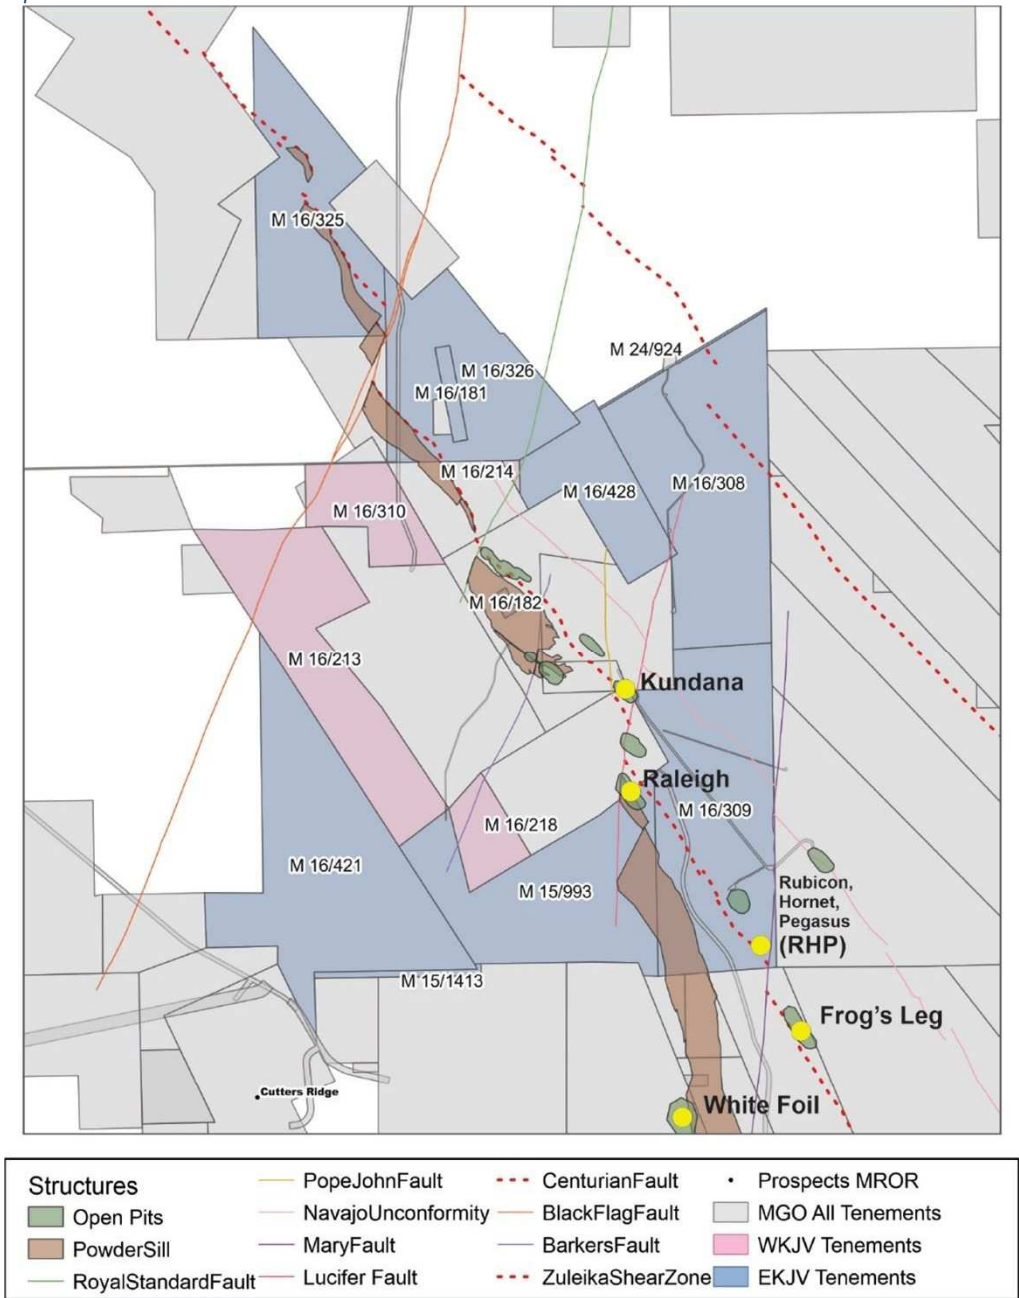 M 16/325
M 24/924
M 16/326
M 16/181
M 16/214
M 16/428
M 16/308
M 16/310
M 16/182
M 16/213
Kundana
Raleigh
M 16/309
M 16/218
M 16/421
M 15/993
Rubicon,
Hornet,
Pegasus
(RHP)
M 15/1413
Frog's Leg
Cutters Ridge
White Foil
Structures
Open Pits
PowderSill
RoyalStandardFault
PopeJohnFault
NavajoUnconformity
MaryFault
Lucifer Fault
CenturianFault
BlackFlagFault
BarkersFault
ZuleikaShearZone
Prospects MROR
MGO All Tenements
WKJV Tenements
EKJV Tenements